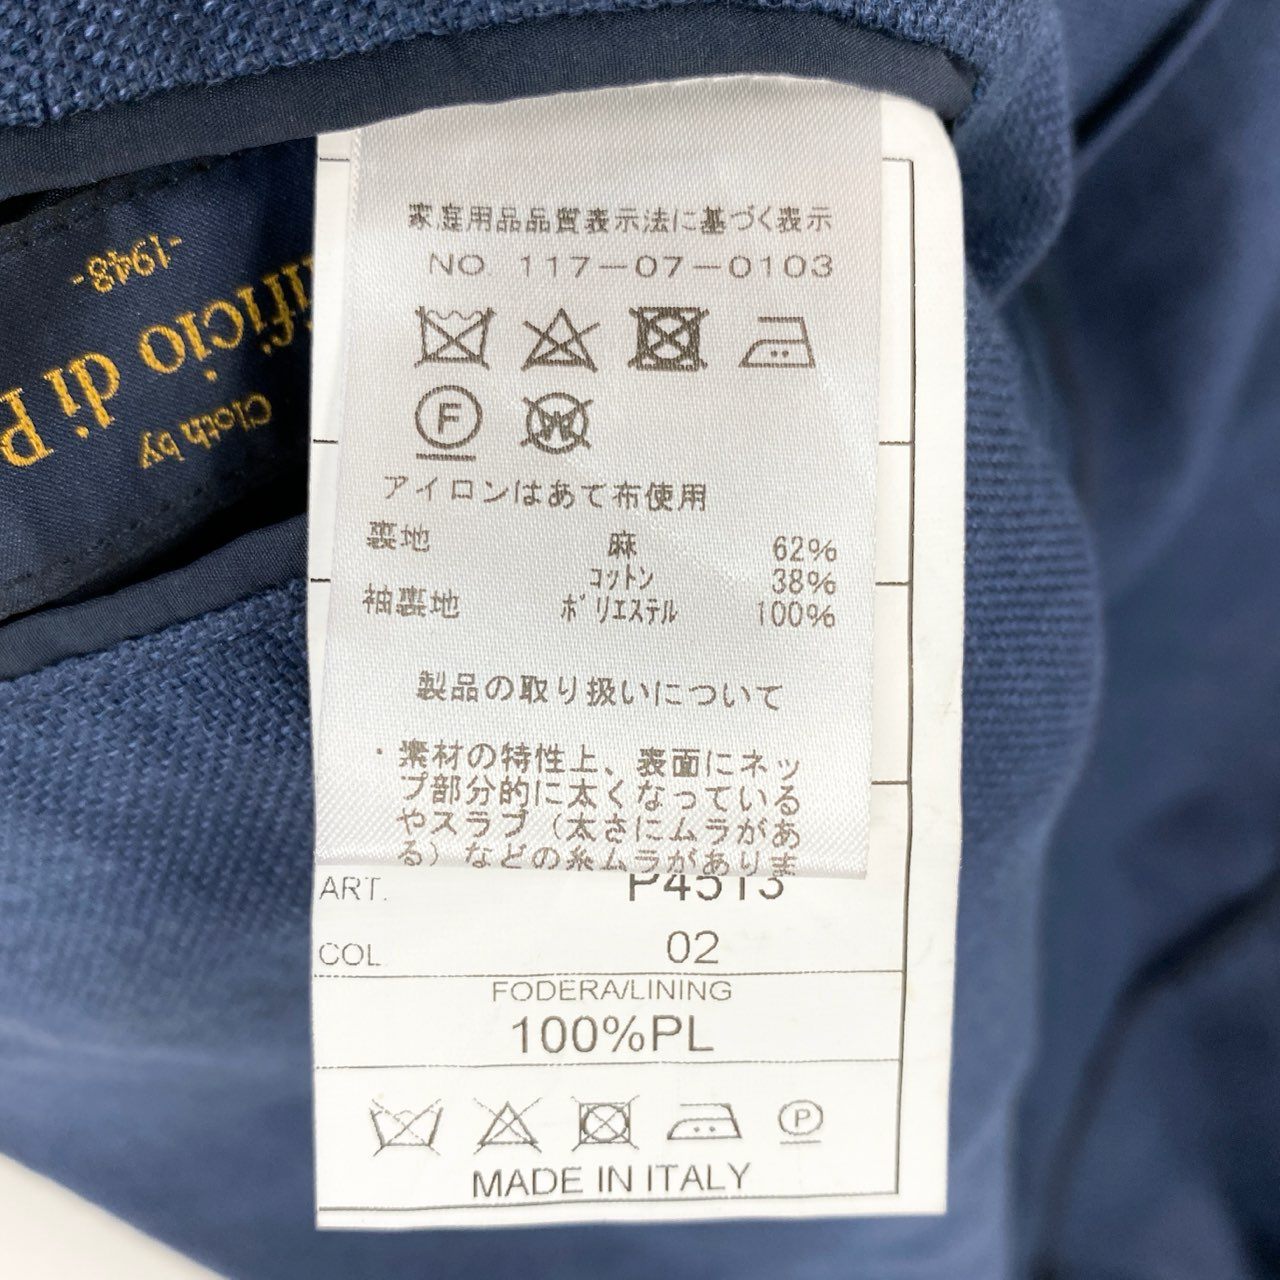 家庭用品品質表示法に基づく表示
NO. 117-07-0103
F
W
アイロンはあて布使用
裏地 麻 62%
コットン 38%
袖裏地 ポリエステル 100%
製品の取り扱いについて
・素材の特性上、表面にネッ
プ部分的に太くなっている
やスラブ（太さにムラがあ
る）などの糸ムラがありま
ART. P4513
COL. 02
FODERA/LINING
100%PL
P
MADE IN ITALY
Cloth by
di
-1948-